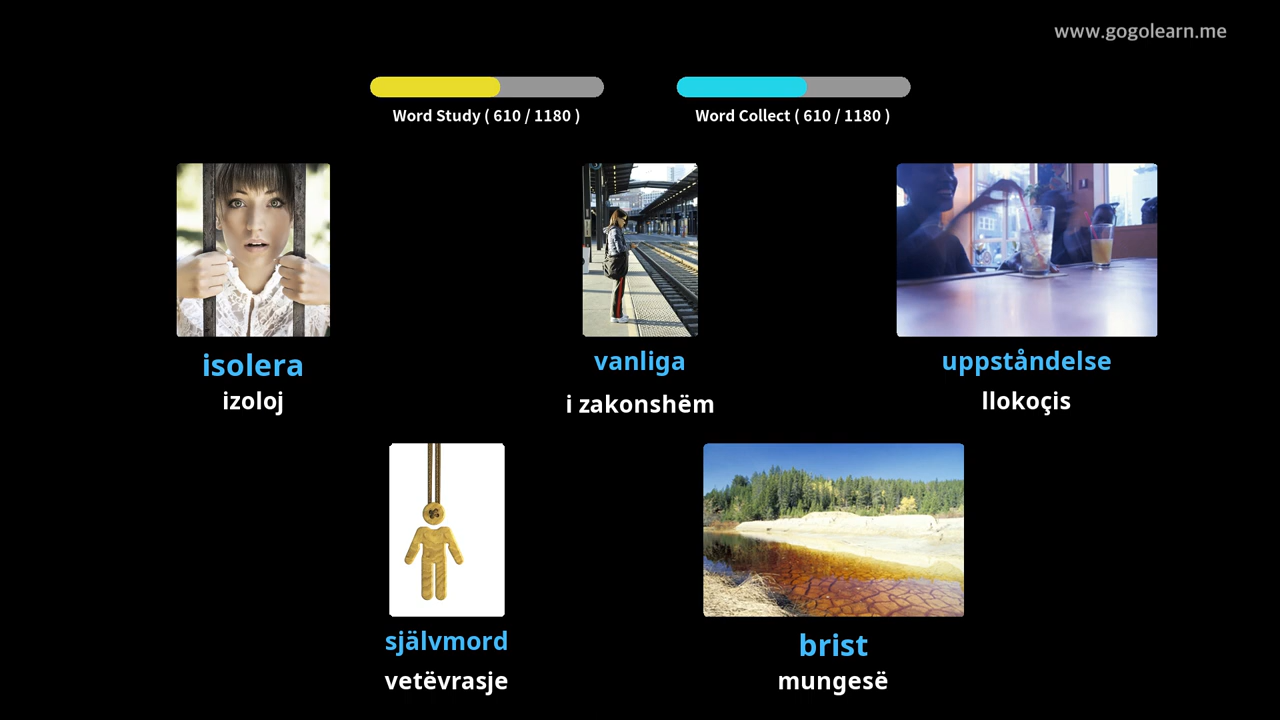 www.gogolearn.me
Word Study ( 610 / 1180 )
Word Collect ( 610 / 1180 )
isolera
izoloj
vanliga
i zakonshëm
uppståndelse
llokoçis
självmord
vetëvrasje
brist
mungesë